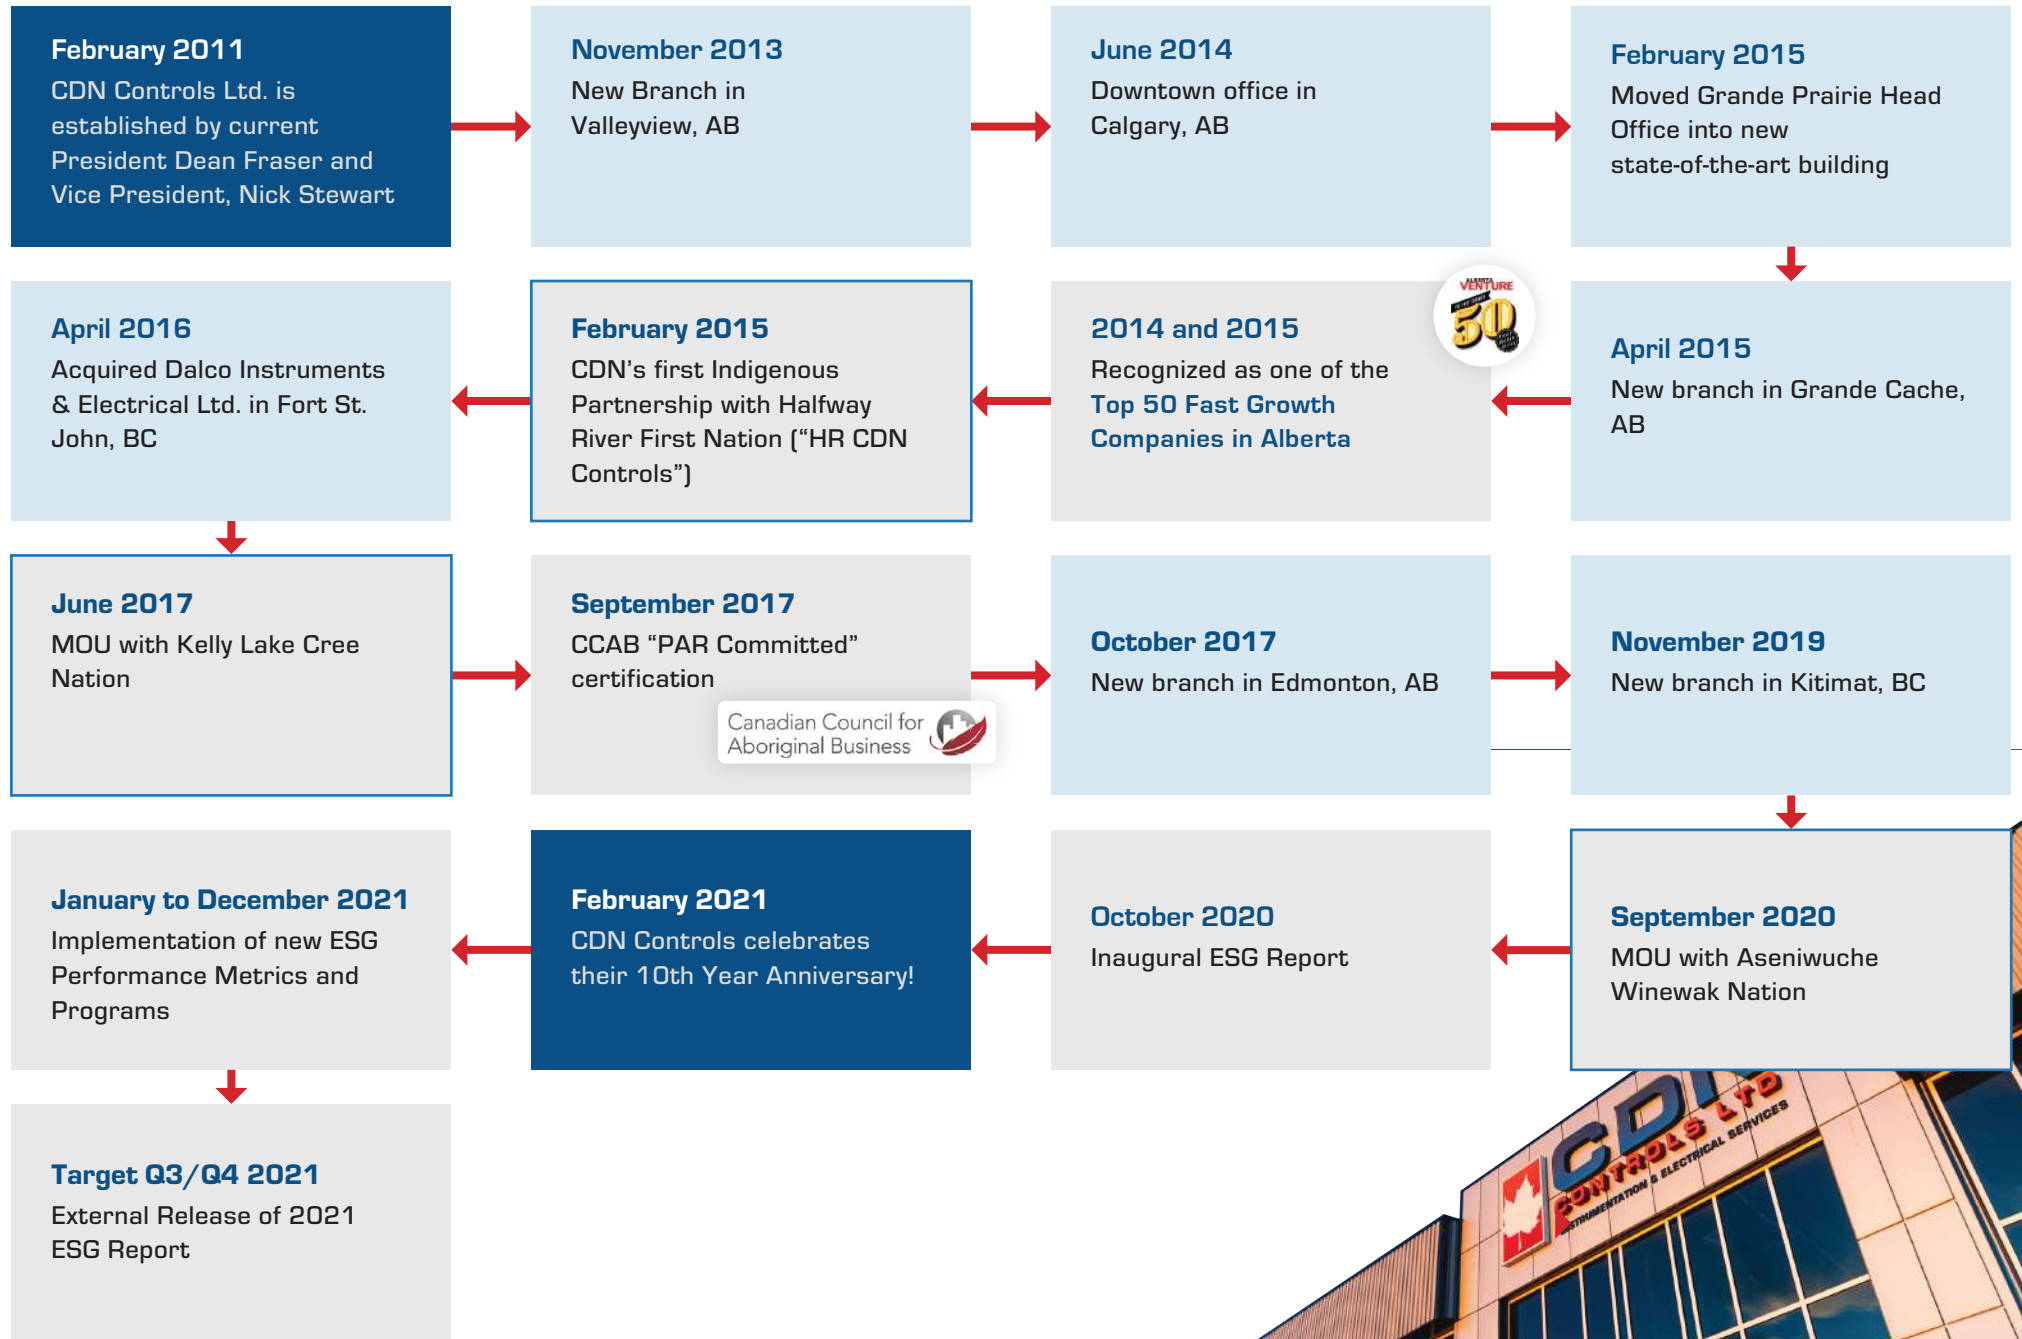 February 2011
CDN Controls Ltd. is
established by current
President Dean Fraser and
Vice President, Nick Stewart
November 2013
New Branch in
Valleyview, AB
June 2014
Downtown office in
Calgary, AB
February 2015
Moved Grande Prairie Head
Office into new
state-of-the-art building
April 2015
New branch in Grande Cache,
AB
ALBERTA
VENTURE
50
2014 and 2015
Recognized as one of the
Top 50 Fast Growth
Companies in Alberta
February 2015
CDN's first Indigenous
Partnership with Halfway
River First Nation (“HR CDN
Controls”)
April 2016
Acquired Dalco Instruments
& Electrical Ltd. in Fort St.
John, BC
June 2017
MOU with Kelly Lake Cree
Nation
September 2017
CCAB “PAR Committed”
certification
Canadian Council for
Aboriginal Business
October 2017
New branch in Edmonton, AB
November 2019
New branch in Kitimat, BC
September 2020
MOU with Aseniwuche
Winewak Nation
October 2020
Inaugural ESG Report
February 2021
CDN Controls celebrates
their 10th Year Anniversary!
January to December 2021
Implementation of new ESG
Performance Metrics and
Programs
Target Q3/Q4 2021
External Release of 2021
ESG Report
CDN
CONTROLS LTD
INSTRUMENTATION & ELECTRICAL SERVICES